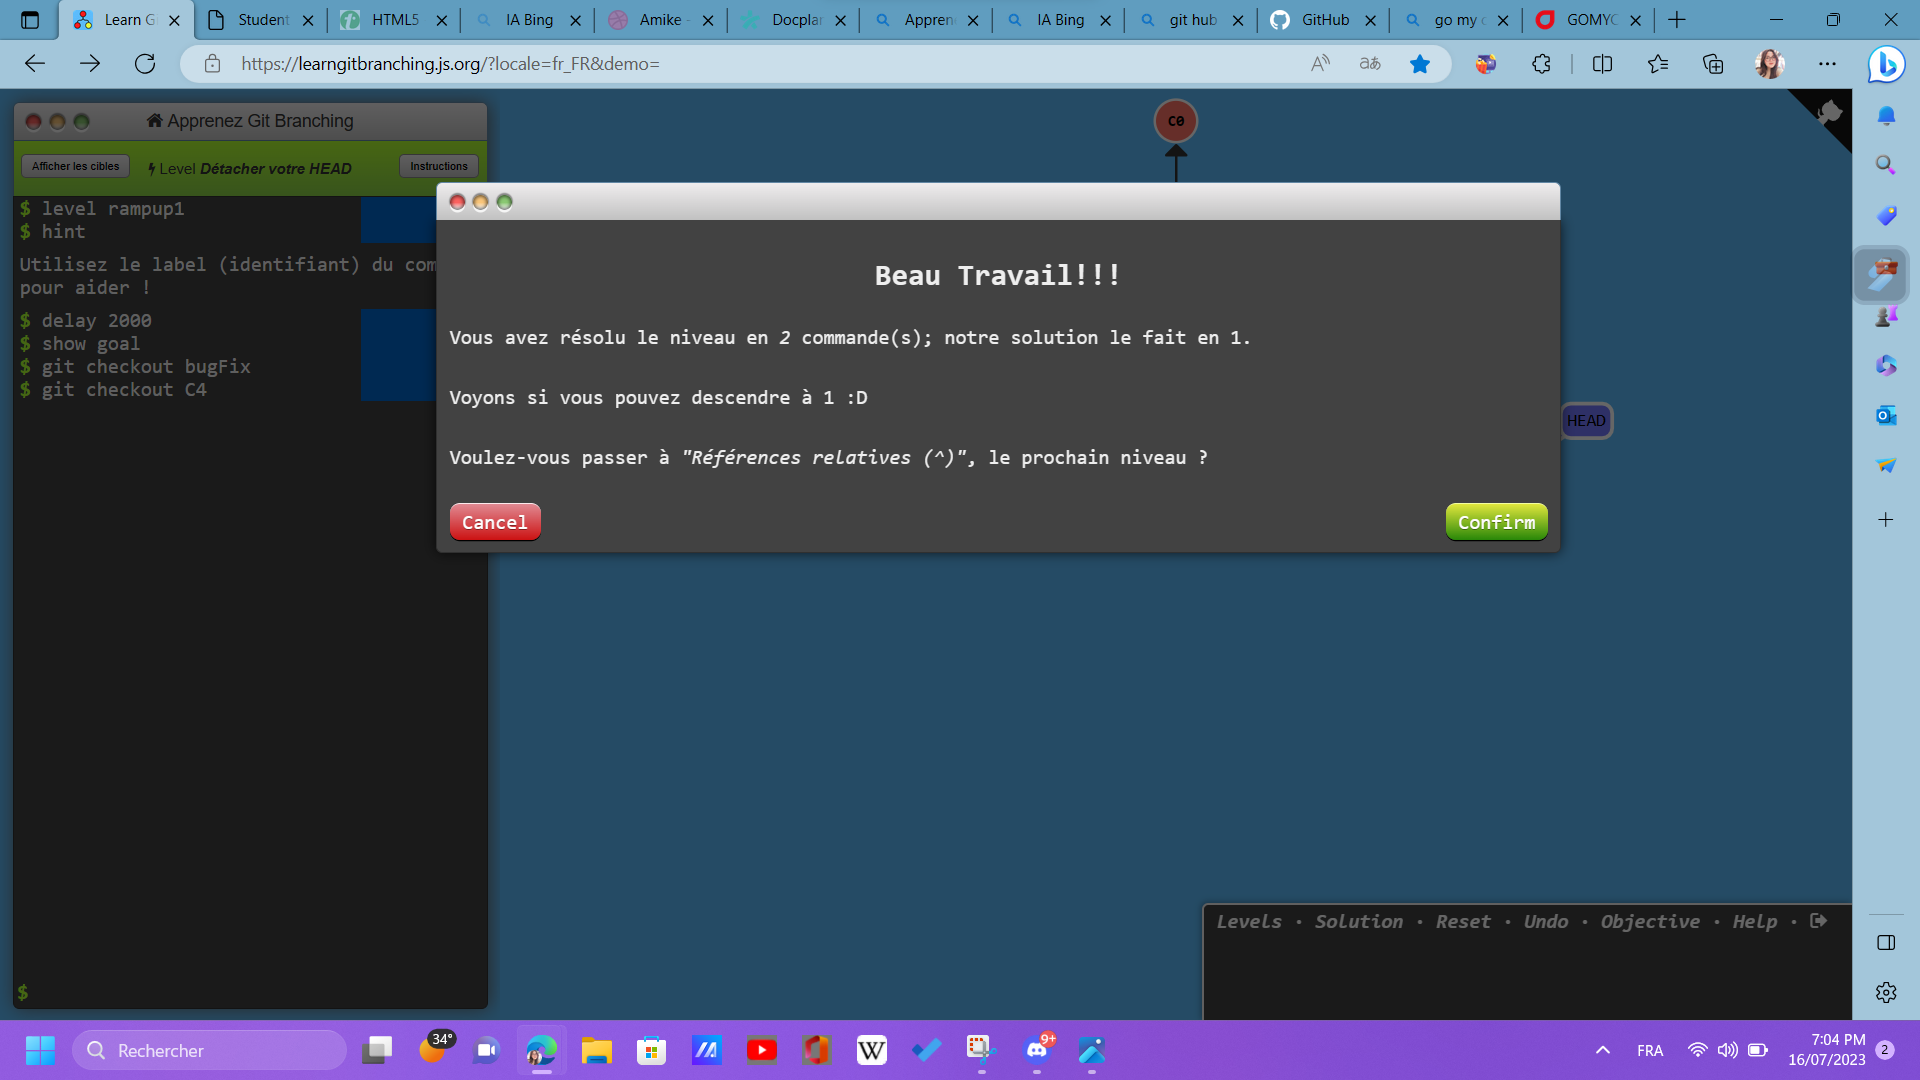 Learn G
Student
HTML5
IA Bing
Amike -
Docplan
Appren
IA Bing
git hub
GitHub
go my c
GOMYC
https://learngitbranching.js.org/?locale=fr_FR&demo=
Apprenez Git Branching
Afficher les cibles
Level Détacher votre HEAD
Instructions
$ level rampup1
$ hint
Utilisez le label (identifiant) du com
pour aider !
$ delay 2000
$ show goal
$ git checkout bugFix
$ git checkout C4
$
C0
HEAD
Beau Travail!!!
Vous avez résolu le niveau en 2 commande(s); notre solution le fait en 1.
Voyons si vous pouvez descendre à 1 :D
Voulez-vous passer à "Références relatives (^)", le prochain niveau ?
Cancel
Confirm
Levels · Solution · Reset · Undo · Objective · Help ·
Rechercher
34°
9+
FRA
7:04 PM
16/07/2023
2